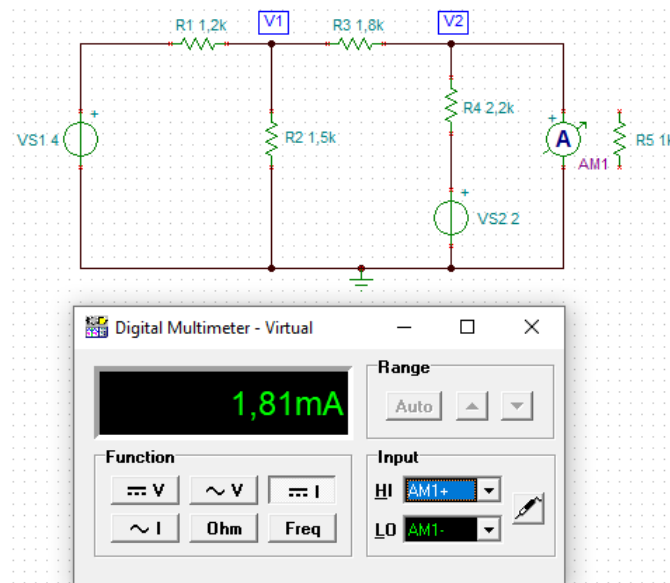 R1 1,2k
V1
R3 1,8k
V2
+
VS1 4
R2 1,5k
R4 2,2k
+
A
AM1
R5 1k
+
VS2 2
Digital Multimeter - Virtual
1,81mA
Range
Auto
Function
V
~ V
I
~ I
Ohm
Freq
Input
HI AM1+
LO AM1-